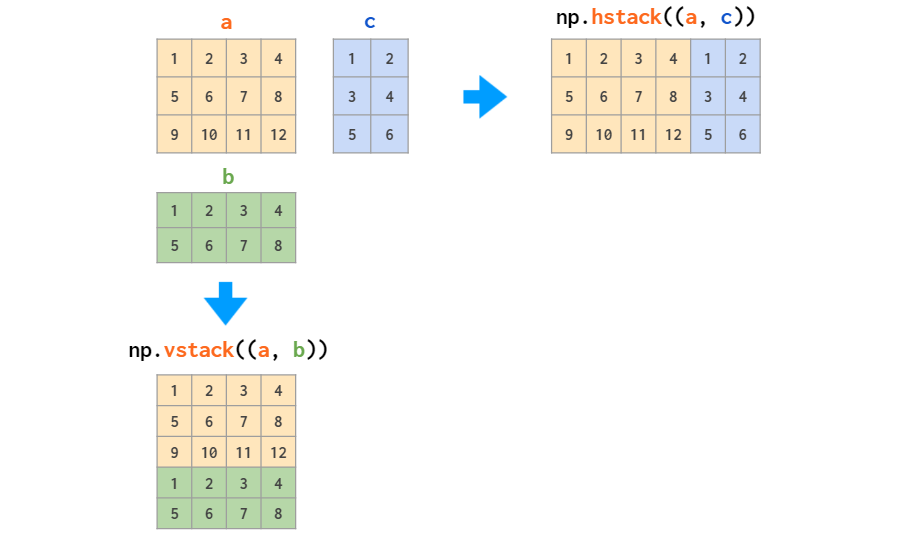 a
1 2 3 4
5 6 7 8
9 10 11 12
c
1 2
3 4
5 6
np.hstack((a, c))
1 2 3 4 1 2
5 6 7 8 3 4
9 10 11 12 5 6
b
1 2 3 4
5 6 7 8
np.vstack((a, b))
1 2 3 4
5 6 7 8
9 10 11 12
1 2 3 4
5 6 7 8